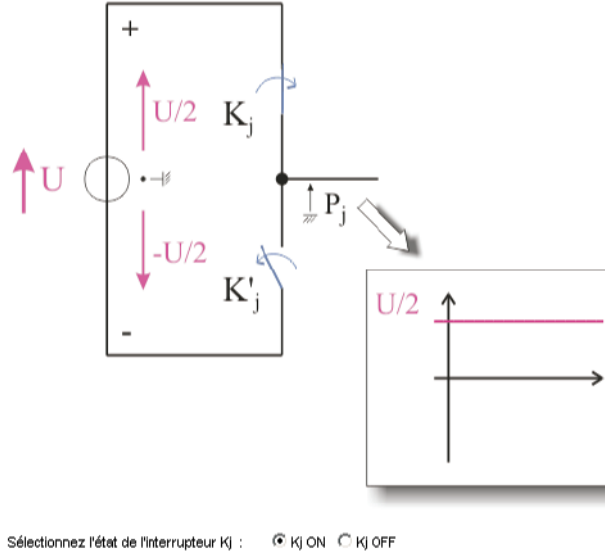 +
U/2
Kj
U
Pj
-U/2
K'j
-
U/2
Sélectionnez l'état de l'interrupteur Kj : Kj ON Kj OFF